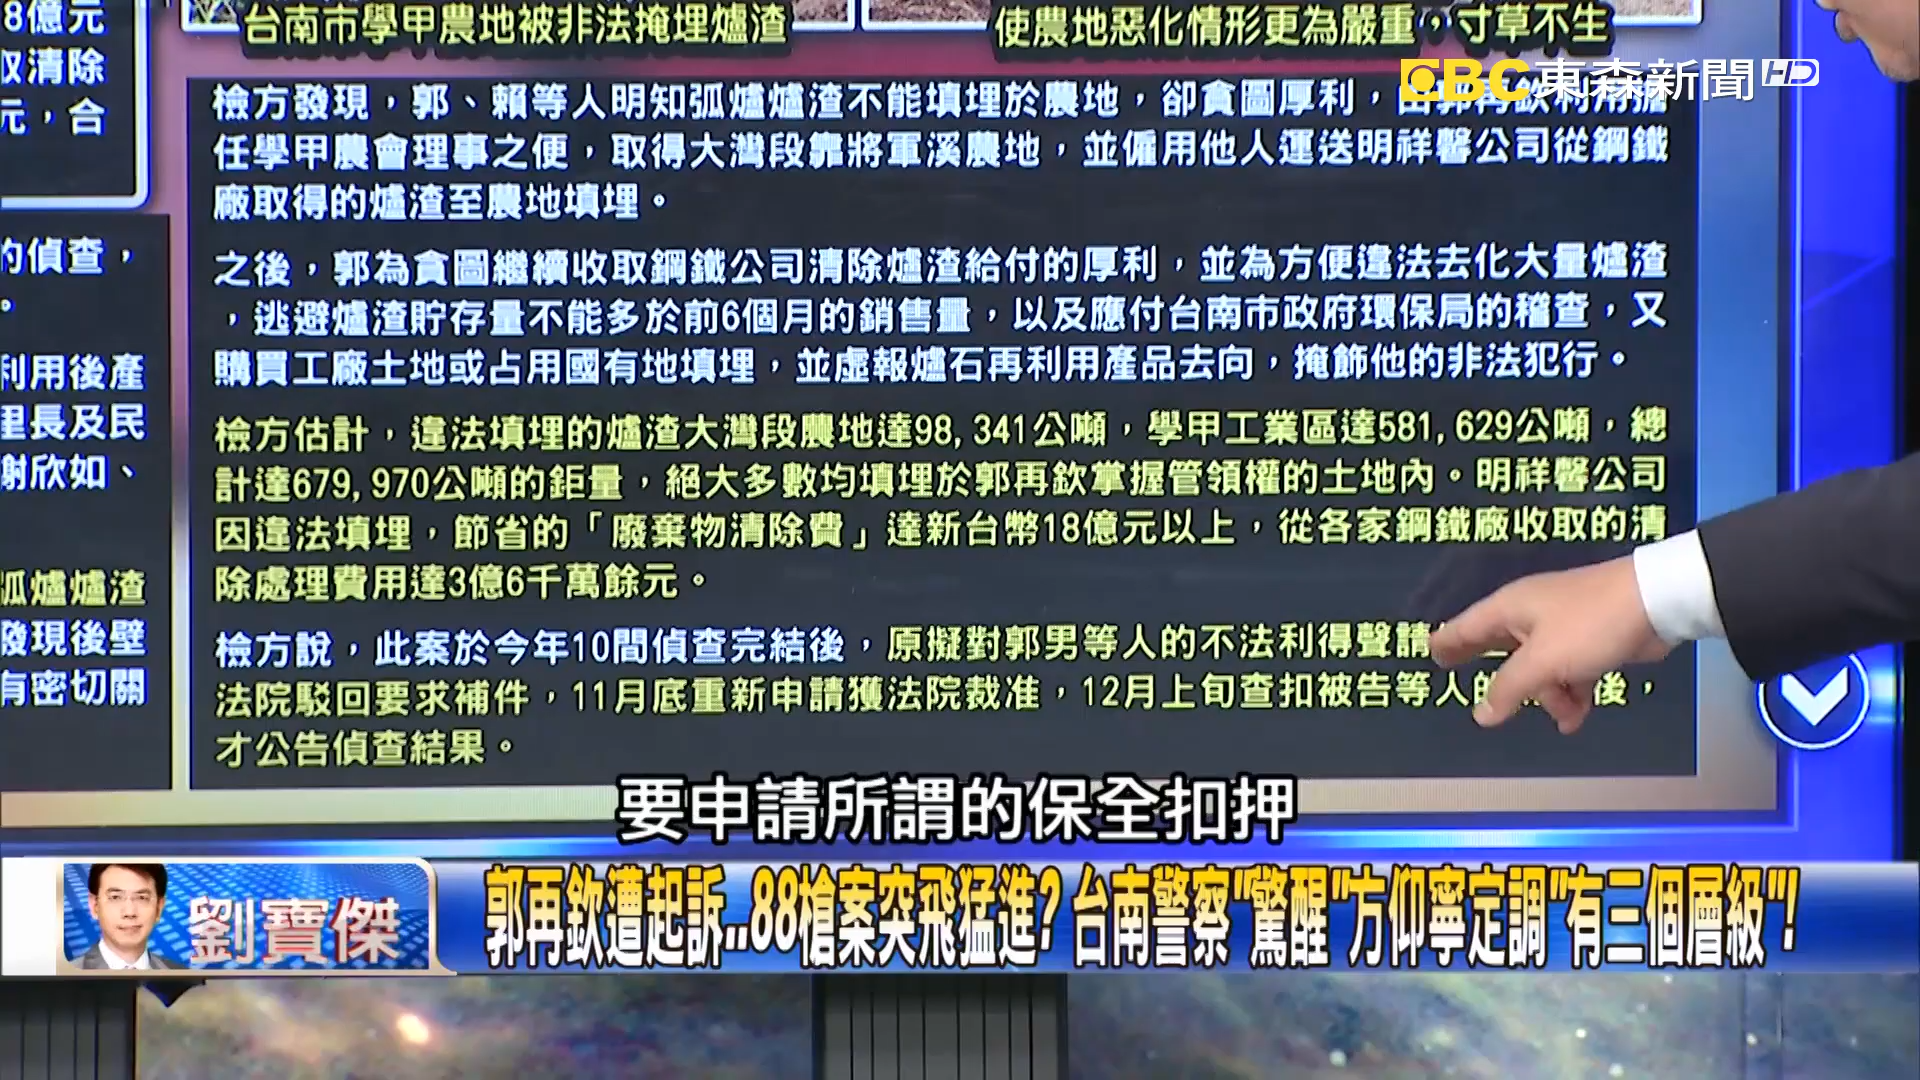 8億元
取清除
元，合
台南市學甲農地被非法掩埋爐渣
使農地惡化情形更為嚴重，寸草不生
EBC東森新聞HD
檢方發現，郭、賴等人明知弧爐爐渣不能填埋於農地，卻貪圖厚利，由郭再欽利用擔
任學甲農會理事之便，取得大灣段靠將軍溪農地，並僱用他人運送明祥馨公司從鋼鐵
廠取得的爐渣至農地填埋。
之後，郭為貪圖繼續收取鋼鐵公司清除爐渣給付的厚利，並為方便違法去化大量爐渣
，逃避爐渣貯存量不能多於前6個月的銷售量，以及應付台南市政府環保局的稽查，又
購買工廠土地或占用國有地填埋，並虛報爐石再利用產品去向，掩飾他的非法犯行。
檢方估計，違法填埋的爐渣大灣段農地達98,341公噸，學甲工業區達581,629公噸，總
計達679,970公噸的鉅量，絕大多數均填埋於郭再欽掌握管領權的土地內。明祥馨公司
因違法填埋，節省的「廢棄物清除費」達新台幣18億元以上，從各家鋼鐵廠收取的清
除處理費用達3億6千萬餘元。
檢方說，此案於今年10間偵查完結後，原擬對郭男等人的不法利得聲請
法院駁回要求補件，11月底重新申請獲法院裁准，12月上旬查扣被告等人的 後，
才公告偵查結果。
的偵查，
。
利用後產
里長及民
謝欣如、
弧爐爐渣
發現後壁
有密切關
要申請所謂的保全扣押
劉寶傑
郭再欽遭起訴..88槍案突飛猛進?台南警察"驚醒"方仰寧定調"有三個層級"!